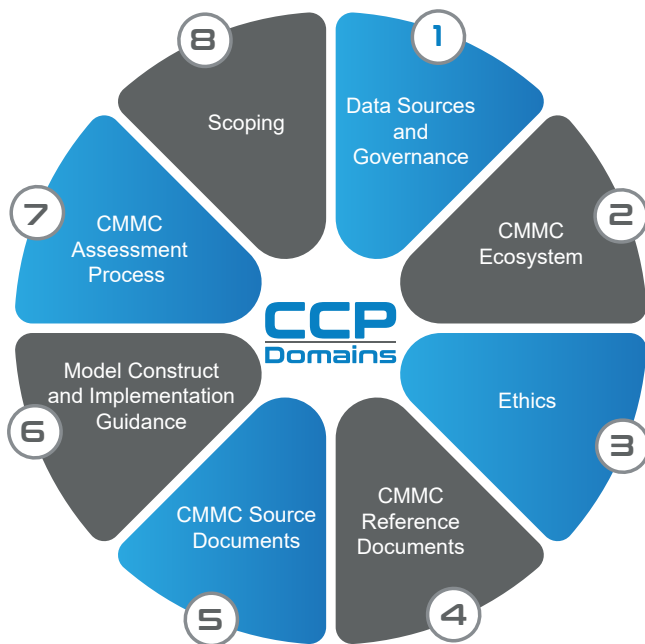 CCP
Domains
1
Data Sources
and
Governance
2
CMMC
Ecosystem
3
Ethics
4
CMMC
Reference
Documents
5
CMMC Source
Documents
6
Model Construct
and Implementation
Guidance
7
CMMC
Assessment
Process
8
Scoping